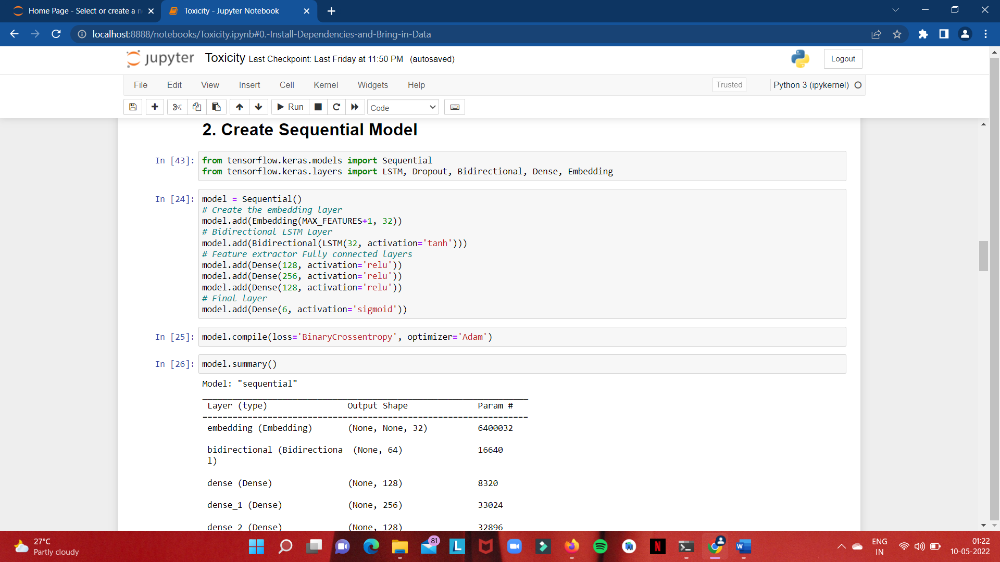 Home Page - Select or create a n
Toxicity - Jupyter Notebook
localhost:8888/notebooks/Toxicity.ipynb#0.-Install-Dependencies-and-Bring-in-Data
jupyter Toxicity Last Checkpoint: Last Friday at 11:50 PM (autosaved)
Logout
File Edit View Insert Cell Kernel Widgets Help
Trusted
Python 3 (ipykernel)
Run
Code
2. Create Sequential Model
In [43]: from tensorflow.keras.models import Sequential
from tensorflow.keras.layers import LSTM, Dropout, Bidirectional, Dense, Embedding
In [24]: model = Sequential()
# Create the embedding layer
model.add(Embedding(MAX_FEATURES+1, 32))
# Bidirectional LSTM Layer
model.add(Bidirectional(LSTM(32, activation='tanh')))
# Feature extractor Fully connected layers
model.add(Dense(128, activation='relu'))
model.add(Dense(256, activation='relu'))
model.add(Dense(128, activation='relu'))
# Final layer
model.add(Dense(6, activation='sigmoid'))
In [25]: model.compile(loss='BinaryCrossentropy', optimizer='Adam')
In [26]: model.summary()
Model: "sequential"
_________________________________________________________________
Layer (type) Output Shape Param #
=================================================================
embedding (Embedding) (None, None, 32) 6400032
bidirectional (Bidirectiona (None, 64) 16640
l)
dense (Dense) (None, 128) 8320
dense_1 (Dense) (None, 256) 33024
dense_2 (Dense) (None, 128) 32896
27°C
Partly cloudy
81
L
N
W
ENG
IN
01:22
10-05-2022